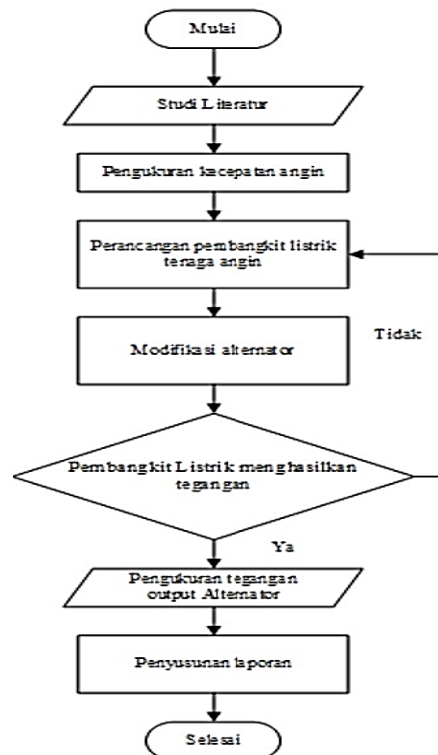 Mulai
Studi Literatur
Pengukuran kecepatan angin
Perancangan pembangkit listrik
tenaga angin
Modifikasi alternator
Tidak
Pembangkit Listrik menghasilkan
tegangan
Ya
Pengukuran tegangan
output Alternator
Penyusunan laporan
Selesai